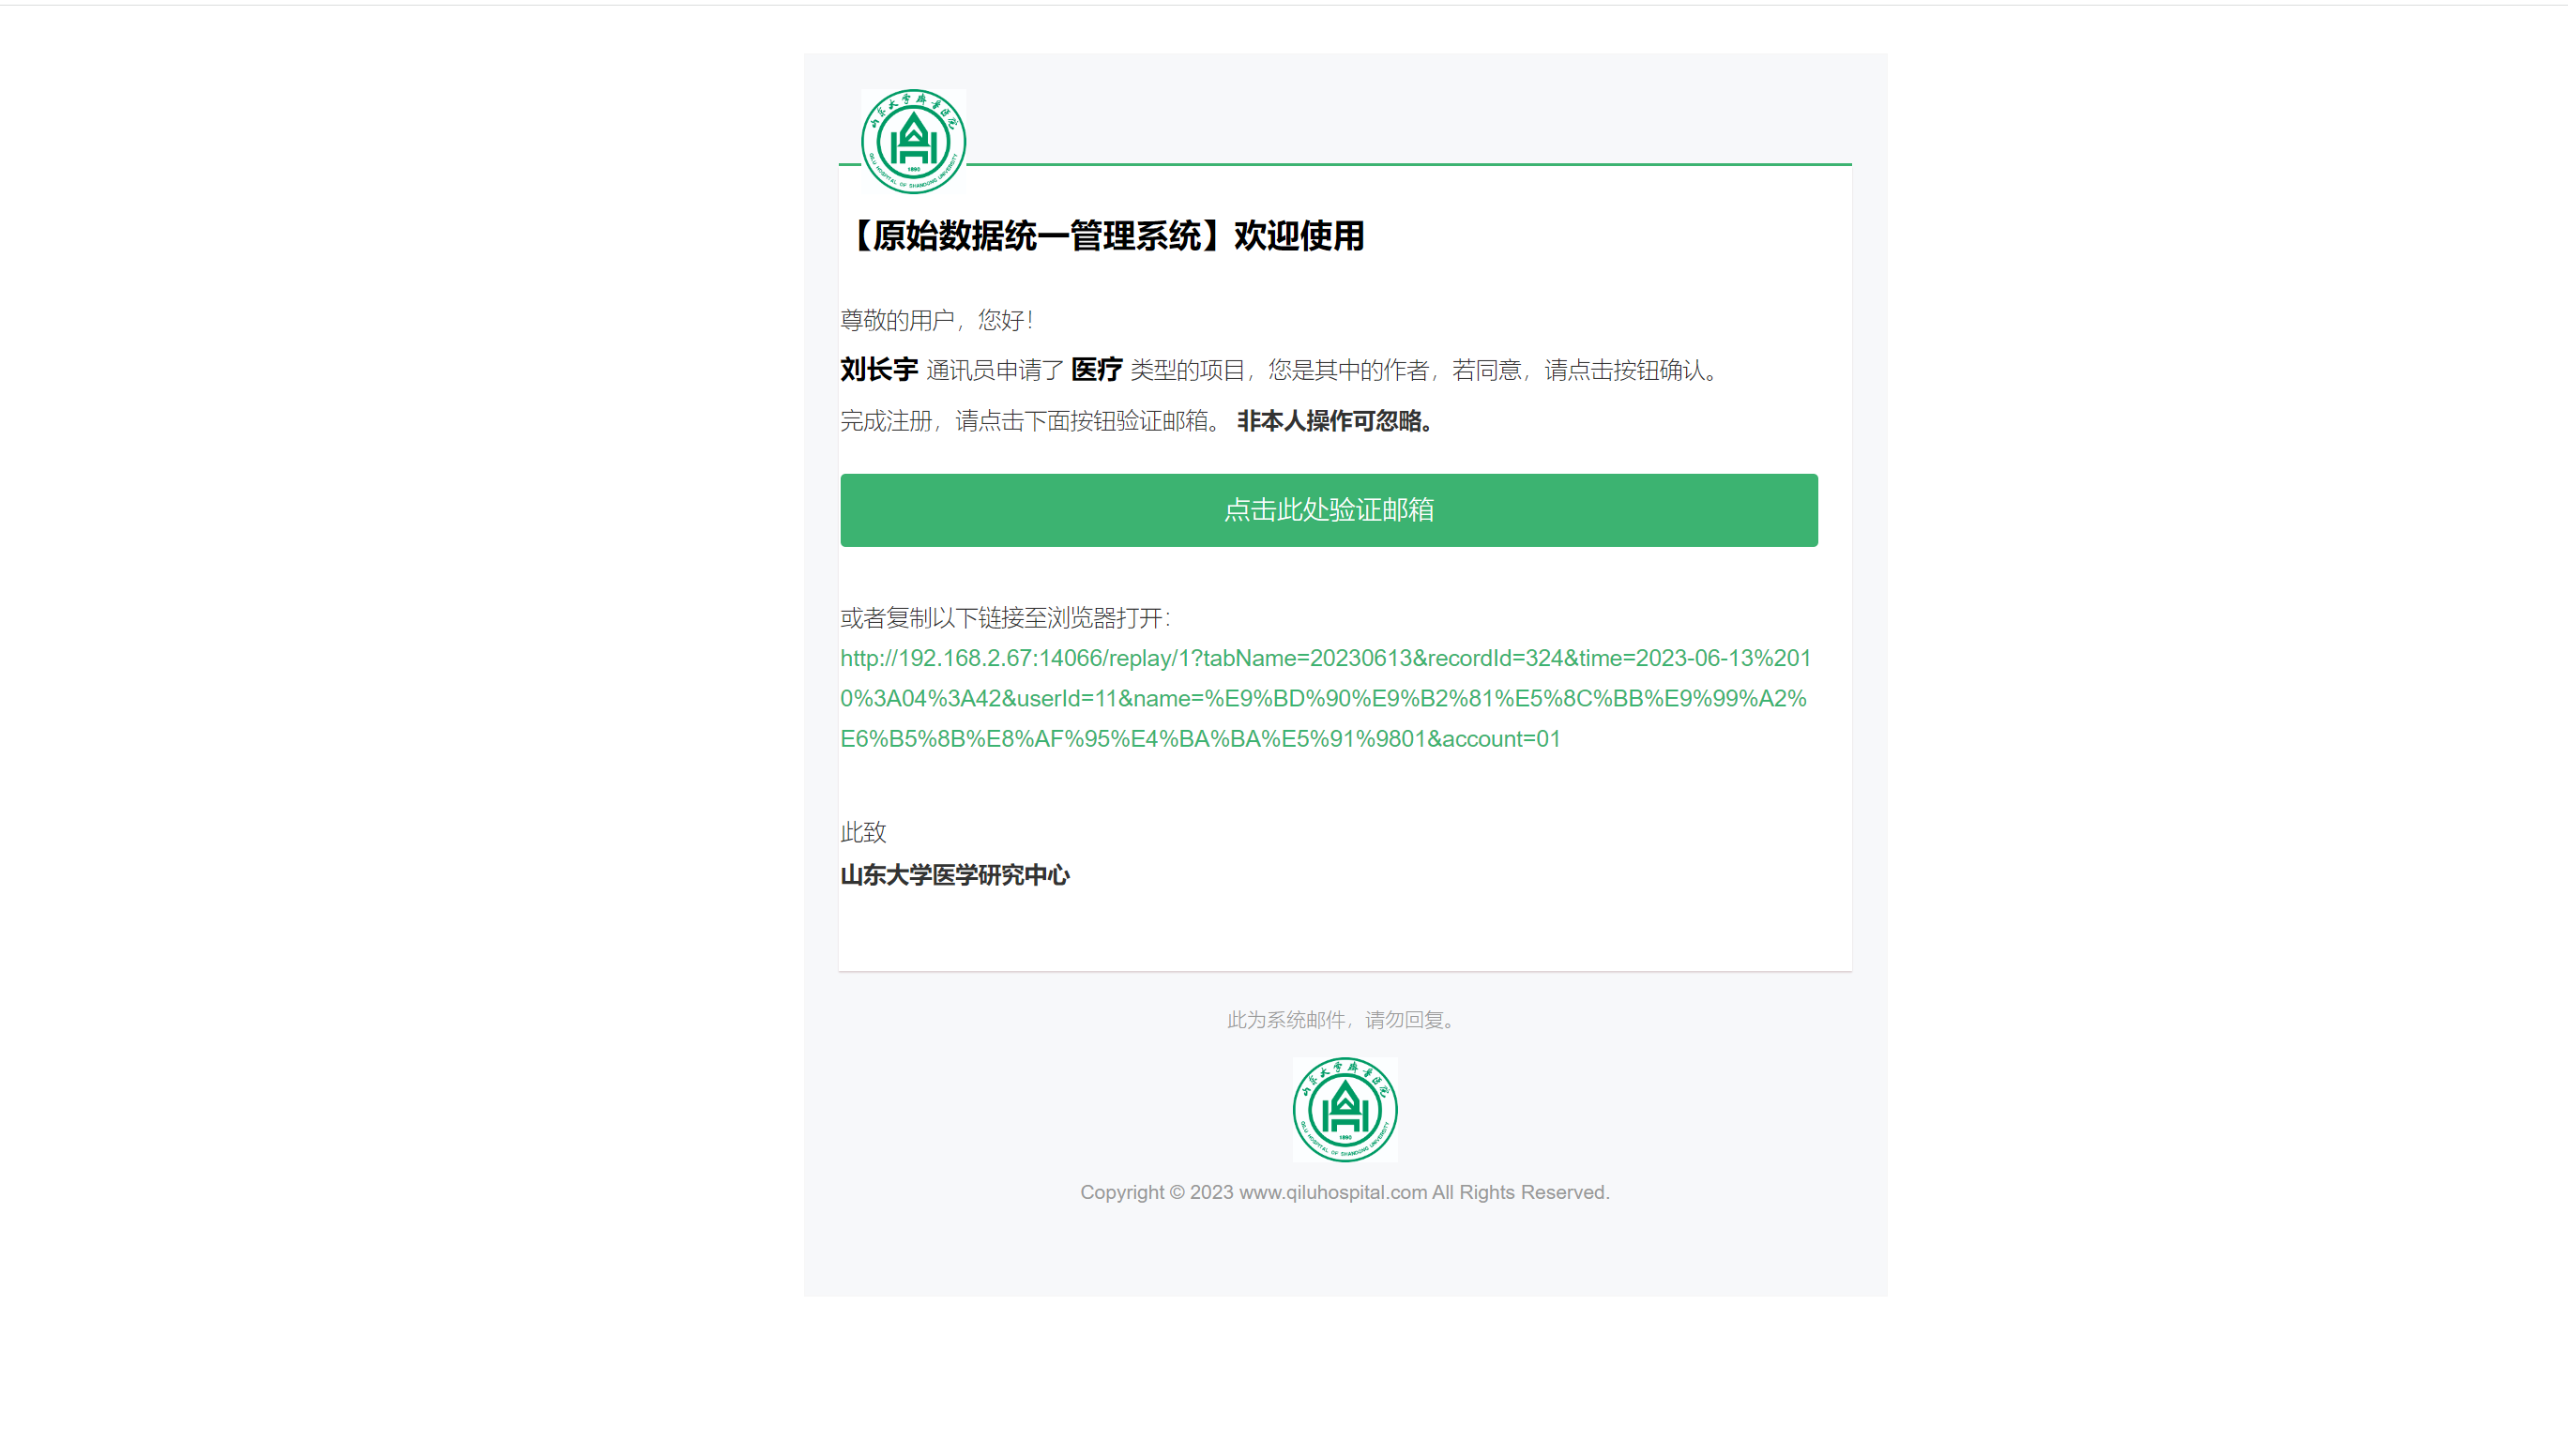 山东大学齐鲁医院
1890
QILU HOSPITAL OF SHANDONG UNIVERSITY
【原始数据统一管理系统】欢迎使用
尊敬的用户，您好！
刘长宇 通讯员申请了 医疗 类型的项目，您是其中的作者，若同意，请点击按钮确认。
完成注册，请点击下面按钮验证邮箱。 非本人操作可忽略。
点击此处验证邮箱
或者复制以下链接至浏览器打开：
http://192.168.2.67:14066/replay/1?tabName=20230613&recordId=324&time=2023-06-13%201
0%3A04%3A42&userId=11&name=%E9%BD%90%E9%B2%81%E5%8C%BB%E9%99%A2%
E6%B5%8B%E8%AF%95%E4%BA%BA%E5%91%9801&account=01
此致
山东大学医学研究中心
此为系统邮件，请勿回复。
山东大学齐鲁医院
1890
QILU HOSPITAL OF SHANDONG UNIVERSITY
Copyright © 2023 www.qiluhospital.com All Rights Reserved.